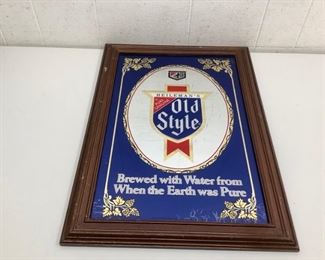 HEILEMAN'S
Old
Style
Brewed with Water from
When the Earth was Pure